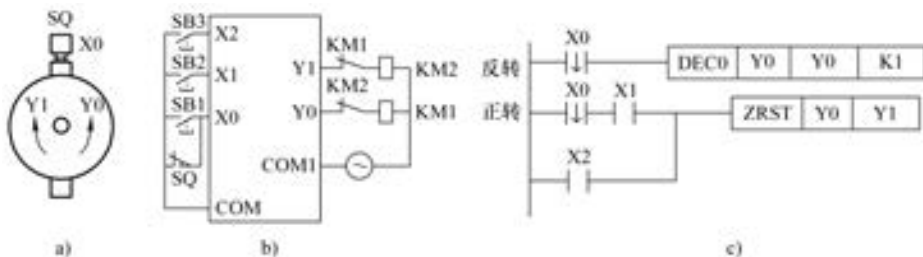 SQ
X0
Y1
Y0
a)
SB3
X2
SB2
X1
SB1
X0
SQ
COM
Y1
KM1
KM2
反转
Y0
KM2
KM1
正转
COM1
b)
X0
DEC0 Y0 Y0 K1
X0 X1
ZRST Y0 Y1
X2
c)